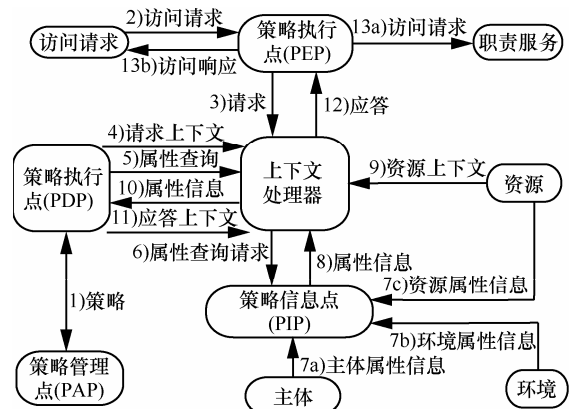 2)访问请求
访问请求
13b)访问响应
策略执行
点(PEP)
13a)访问请求
职责服务
3)请求
12)应答
4)请求上下文
5)属性查询
10)属性信息
11)应答上下文
策略执行
点(PDP)
上下文
处理器
9)资源上下文
资源
6)属性查询请求
8)属性信息
7c)资源属性信息
1)策略
策略信息点
(PIP)
7b)环境属性信息
7a)主体属性信息
策略管理
点(PAP)
主体
环境